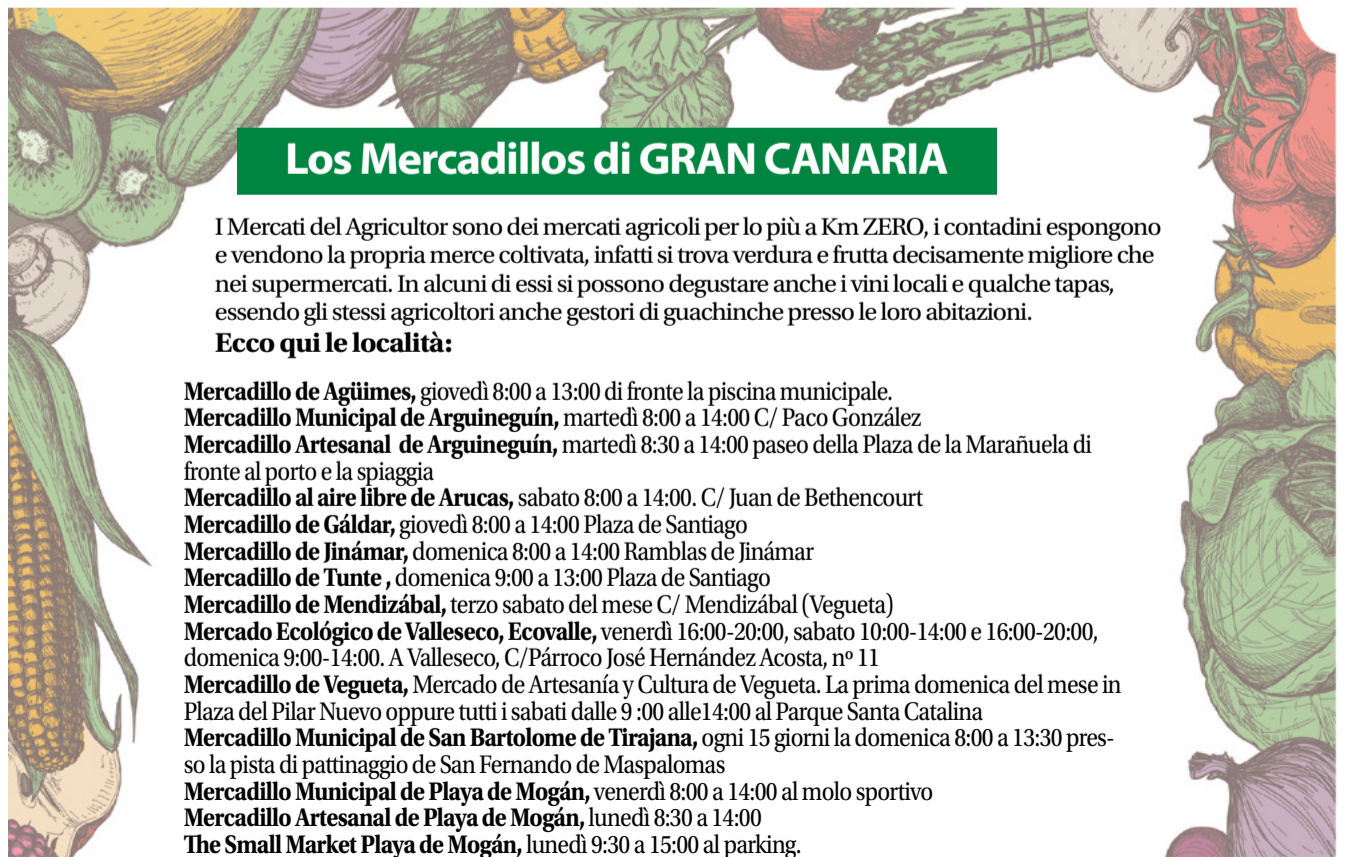 Los Mercadillos di GRAN CANARIA
I Mercati del Agricultor sono dei mercati agricoli per lo più a Km ZERO, i contadini espongono
e vendono la propria merce coltivata, infatti si trova verdura e frutta decisamente migliore che
nei supermercati. In alcuni di essi si possono degustare anche i vini locali e qualche tapas,
essendo gli stessi agricoltori anche gestori di guachinche presso le loro abitazioni.
Ecco qui le località:
Mercadillo de Agüimes, giovedì 8:00 a 13:00 di fronte la piscina municipale.
Mercadillo Municipal de Arguineguín, martedì 8:00 a 14:00 C/ Paco González
Mercadillo Artesanal de Arguineguín, martedì 8:30 a 14:00 paseo della Plaza de la Marañuela di
fronte al porto e la spiaggia
Mercadillo al aire libre de Arucas, sabato 8:00 a 14:00. C/ Juan de Bethencourt
Mercadillo de Gáldar, giovedì 8:00 a 14:00 Plaza de Santiago
Mercadillo de Jinámar, domenica 8:00 a 14:00 Ramblas de Jinámar
Mercadillo de Tunte , domenica 9:00 a 13:00 Plaza de Santiago
Mercadillo de Mendizábal, terzo sabato del mese C/ Mendizábal (Vegueta)
Mercado Ecológico de Valleseco, Ecovalle, venerdì 16:00-20:00, sabato 10:00-14:00 e 16:00-20:00,
domenica 9:00-14:00. A Valleseco, C/Párroco José Hernández Acosta, nº 11
Mercadillo de Vegueta, Mercado de Artesanía y Cultura de Vegueta. La prima domenica del mese in
Plaza del Pilar Nuevo oppure tutti i sabati dalle 9 :00 alle14:00 al Parque Santa Catalina
Mercadillo Municipal de San Bartolome de Tirajana, ogni 15 giorni la domenica 8:00 a 13:30 pres-
so la pista di pattinaggio de San Fernando de Maspalomas
Mercadillo Municipal de Playa de Mogán, venerdì 8:00 a 14:00 al molo sportivo
Mercadillo Artesanal de Playa de Mogán, lunedì 8:30 a 14:00
The Small Market Playa de Mogán, lunedì 9:30 a 15:00 al parking.